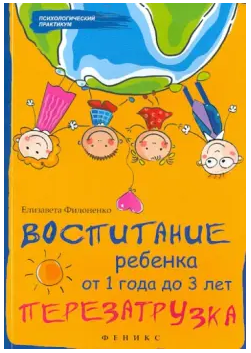 ПСИХОЛОГИЧЕСКИЙ
ПРАКТИКУМ
Елизавета Филоненко
ВОСПИТАНИЕ
ребенка
от 1 года до 3 лет
ПЕРЕЗАГРУЗКА
ФЕНИКС